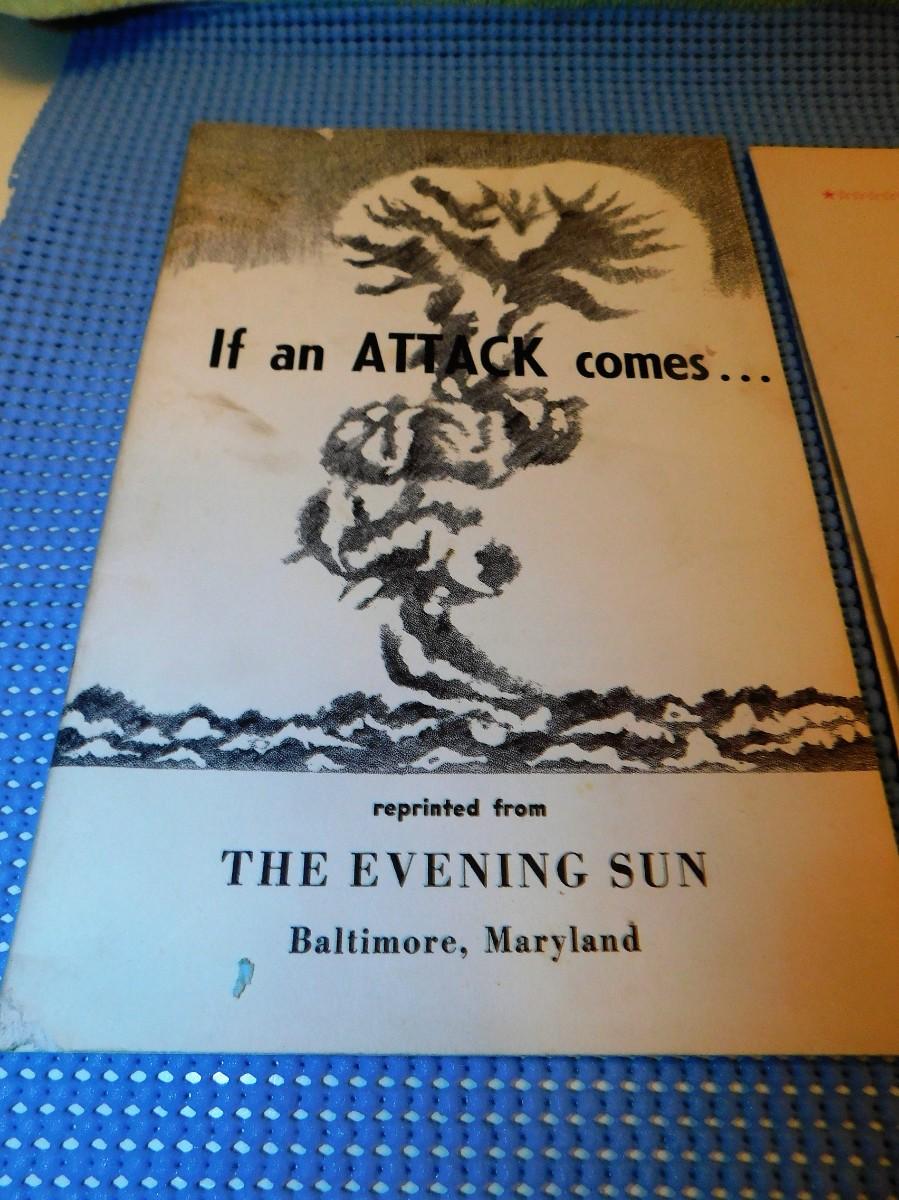 If an ATTACK comes...
reprinted from
THE EVENING SUN
Baltimore, Maryland